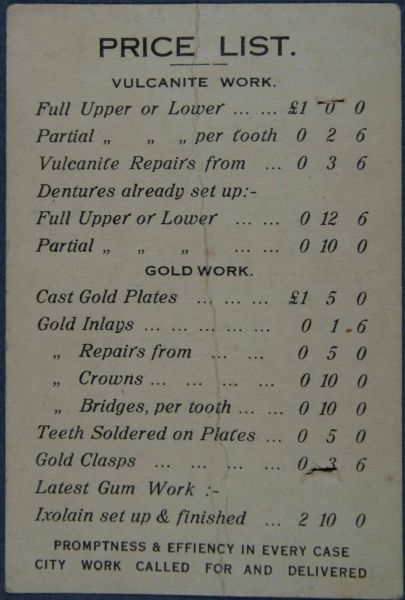 PRICE LIST.
VULCANITE WORK.
Full Upper or Lower ... ... £1 0 0
Partial „ „ „ per tooth 0 2 6
Vulcanite Repairs from ... 0 3 6
Dentures already set up:-
Full Upper or Lower ... ... 0 12 6
Partial „ „ „ ... ... 0 10 0
GOLD WORK.
Cast Gold Plates ... ... ... £1 5 0
Gold Inlays ... ... ... ... 0 1 6
„ Repairs from ... ... 0 5 0
„ Crowns ... ... ... ... 0 10 0
„ Bridges, per tooth ... ... 0 10 0
Teeth Soldered on Plates ... 0 5 0
Gold Clasps ... ... ... ... 0 3 6
Latest Gum Work :-
Ixolain set up & finished ... 2 10 0
PROMPTNESS & EFFIENCY IN EVERY CASE
CITY WORK CALLED FOR AND DELIVERED